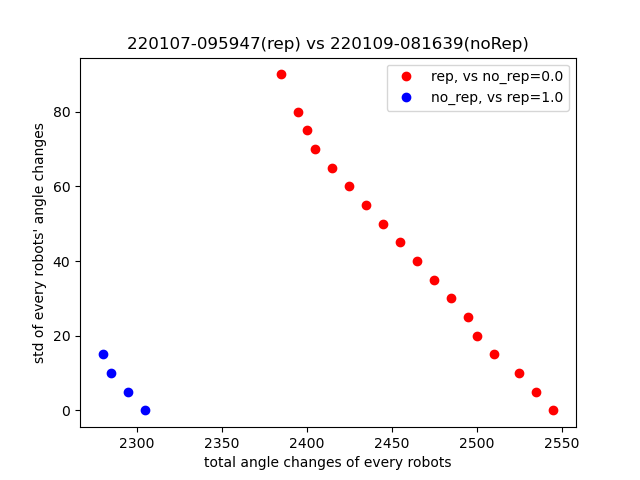 220107-095947(rep) vs 220109-081639(noRep)
rep, vs no_rep=0.0
no_rep, vs rep=1.0
std of every robots' angle changes
80
60
40
20
0
2300 2350 2400 2450 2500 2550
total angle changes of every robots